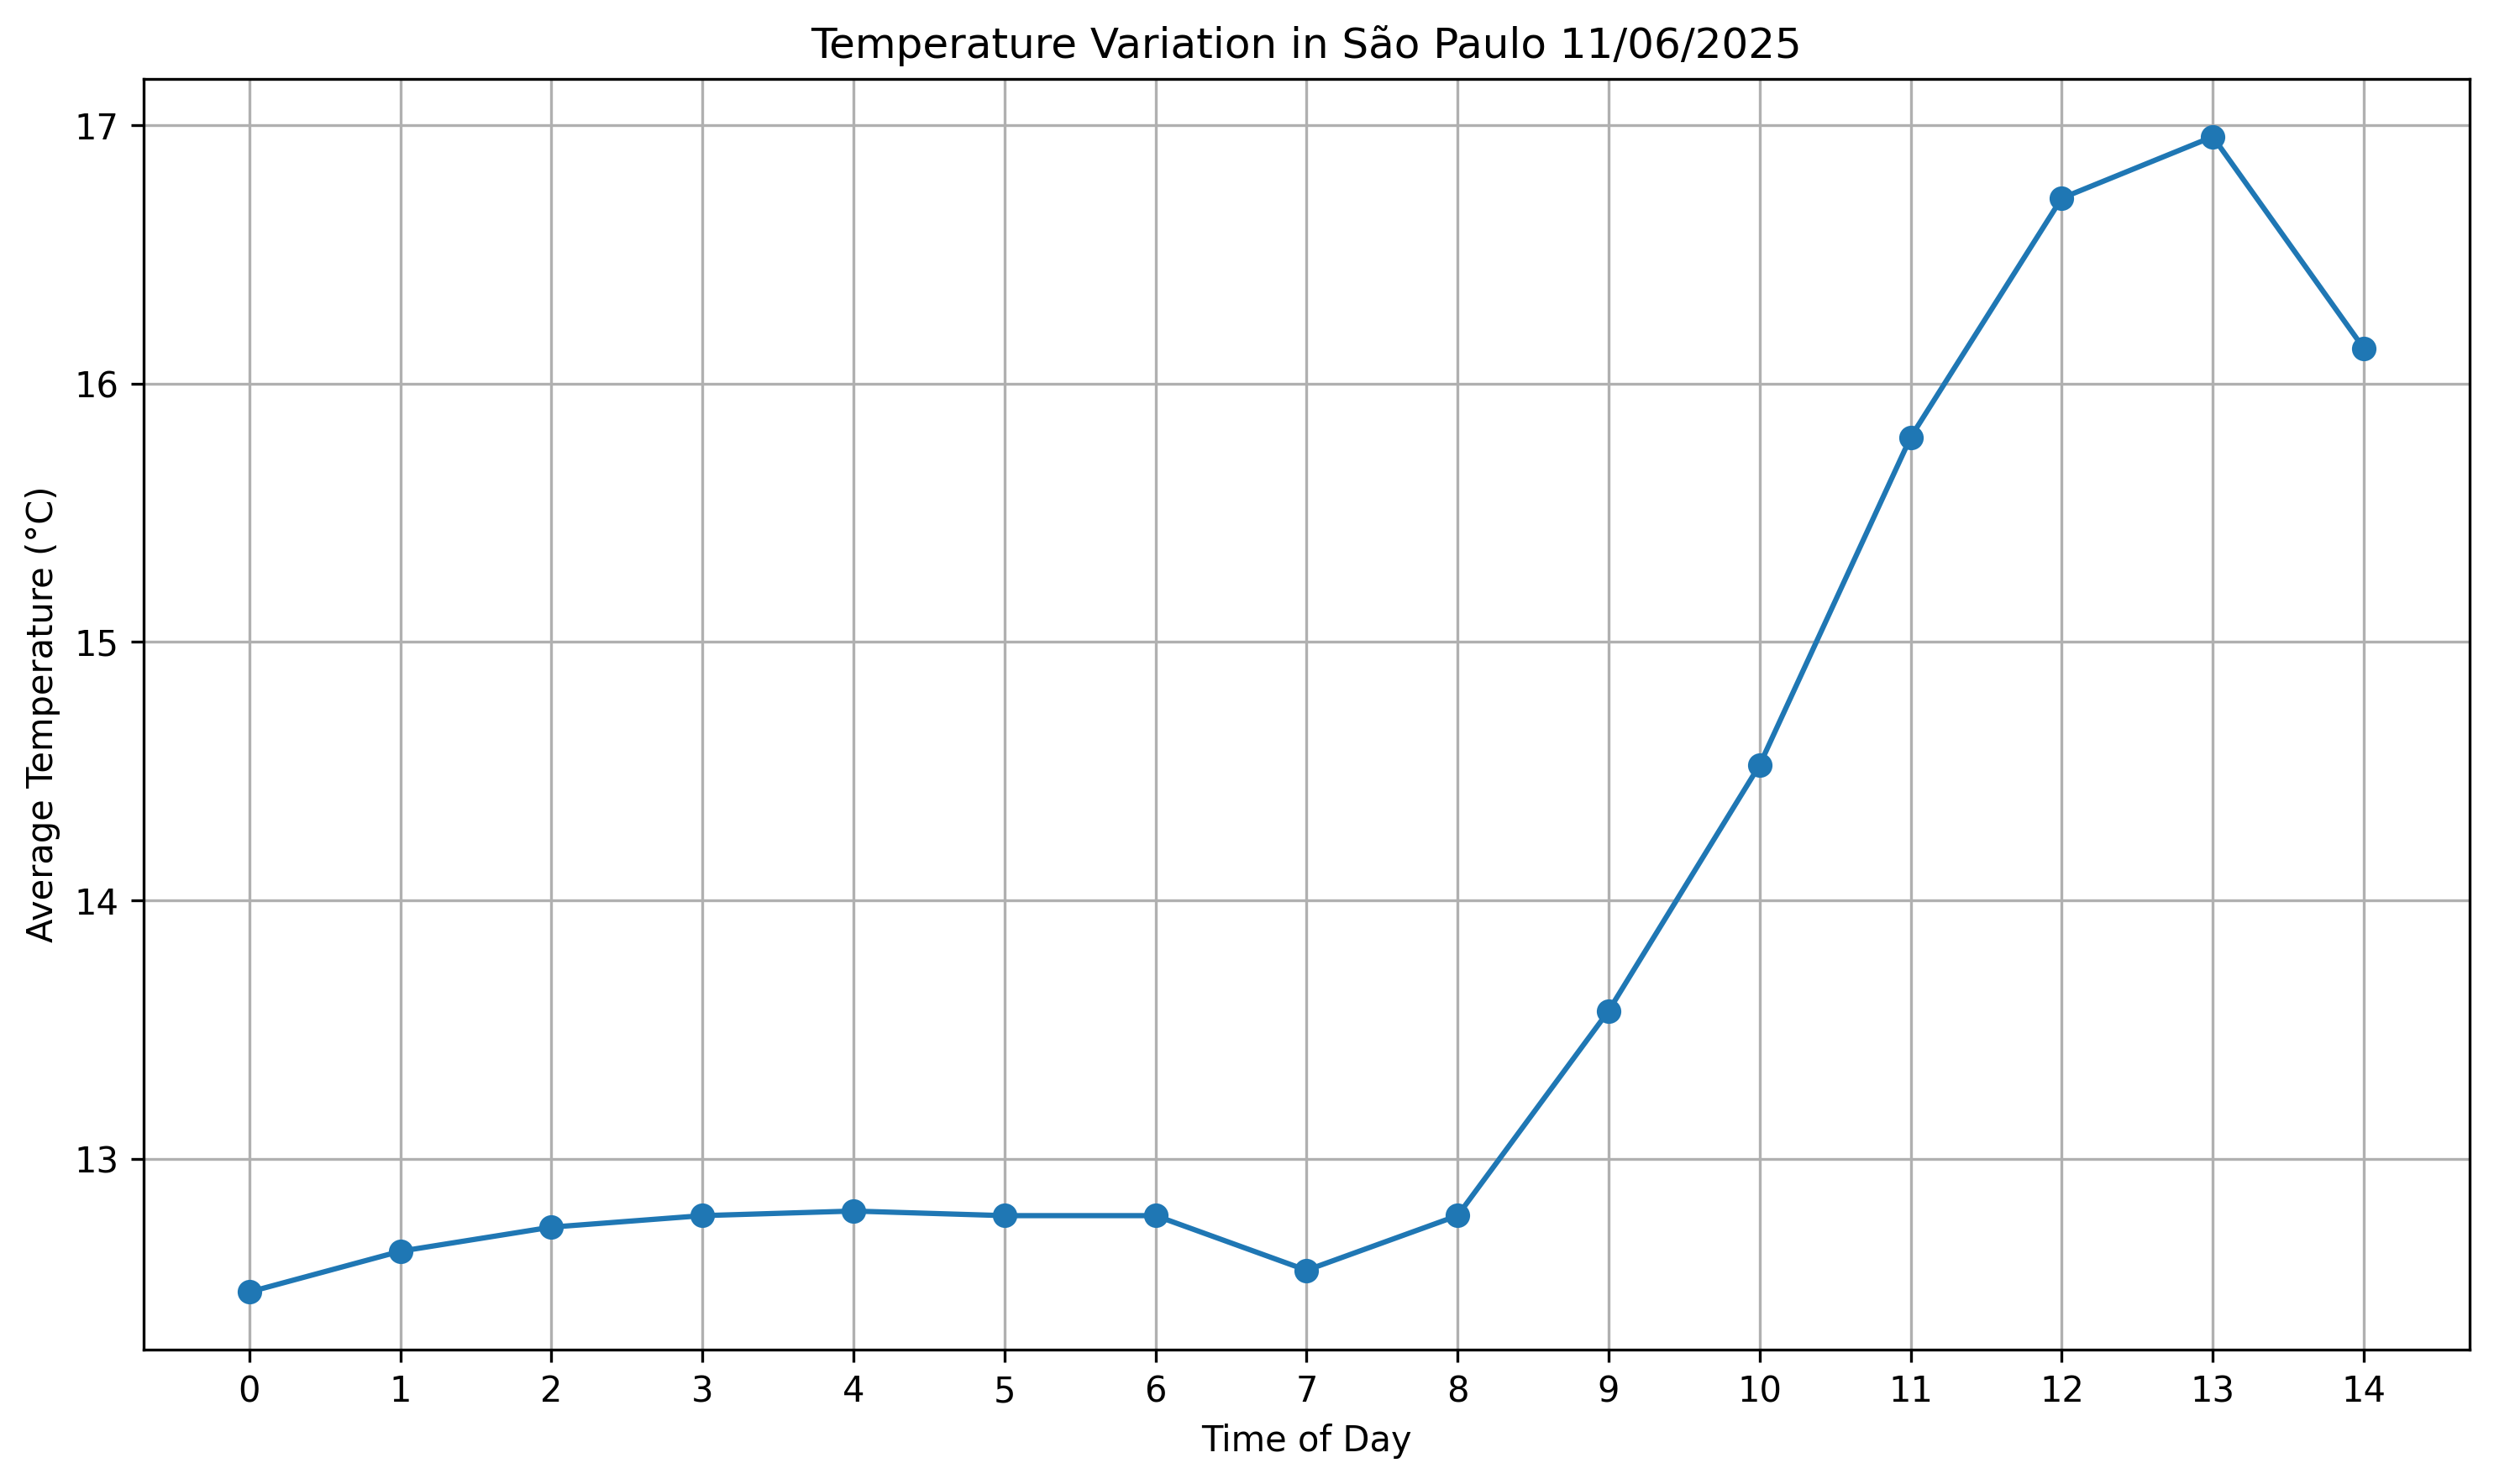 Temperature Variation in São Paulo 11/06/2025
17
16
15
14
13
Average Temperature (°C)
0 1 2 3 4 5 6 7 8 9 10 11 12 13 14
Time of Day